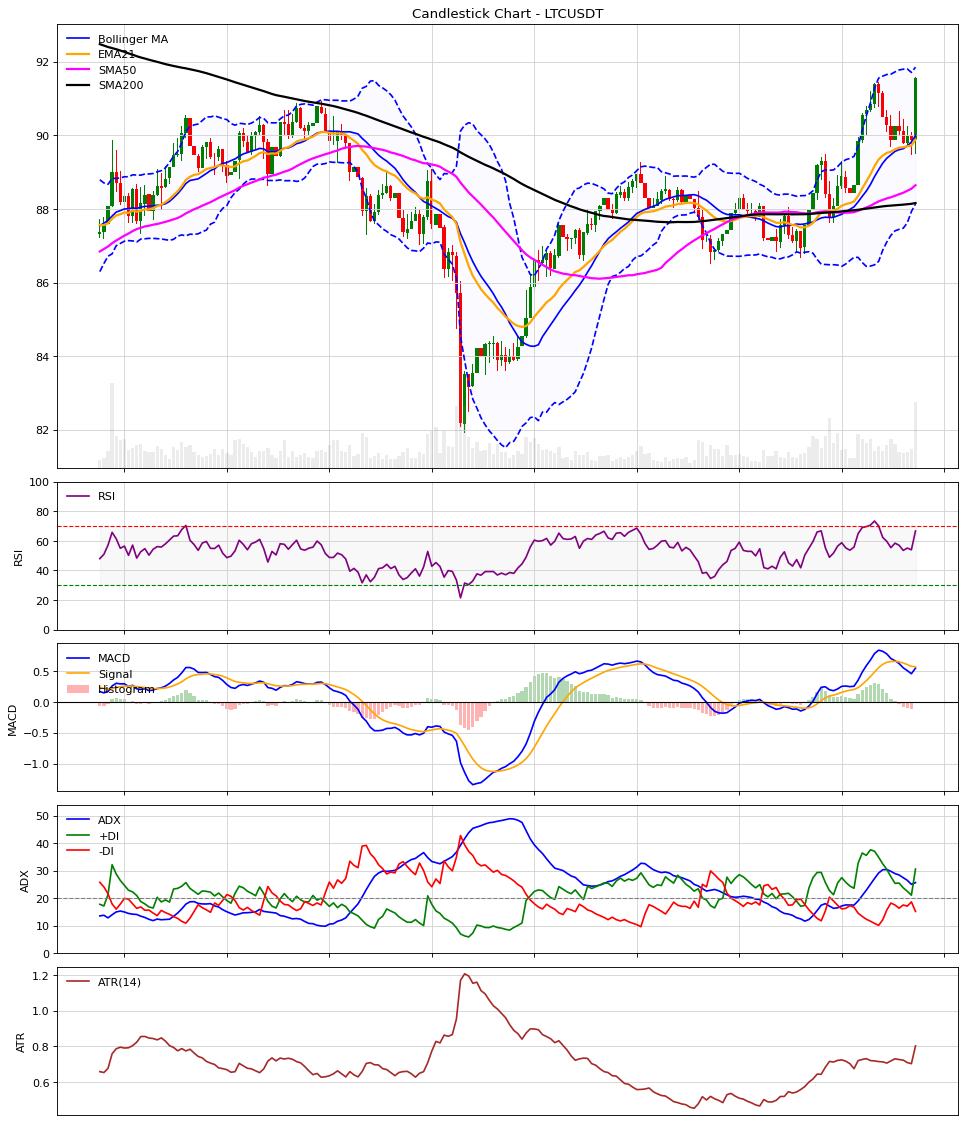 Candlestick Chart - LTCUSDT
Bollinger MA
EMA21
SMA50
SMA200
92
90
88
86
84
82
RSI
100
80
60
40
20
0
RSI
MACD
Signal
Histogram
0.5
0.0
−0.5
−1.0
MACD
ADX
+DI
-DI
50
40
30
20
10
0
ADX
ATR(14)
1.2
1.0
0.8
0.6
ATR